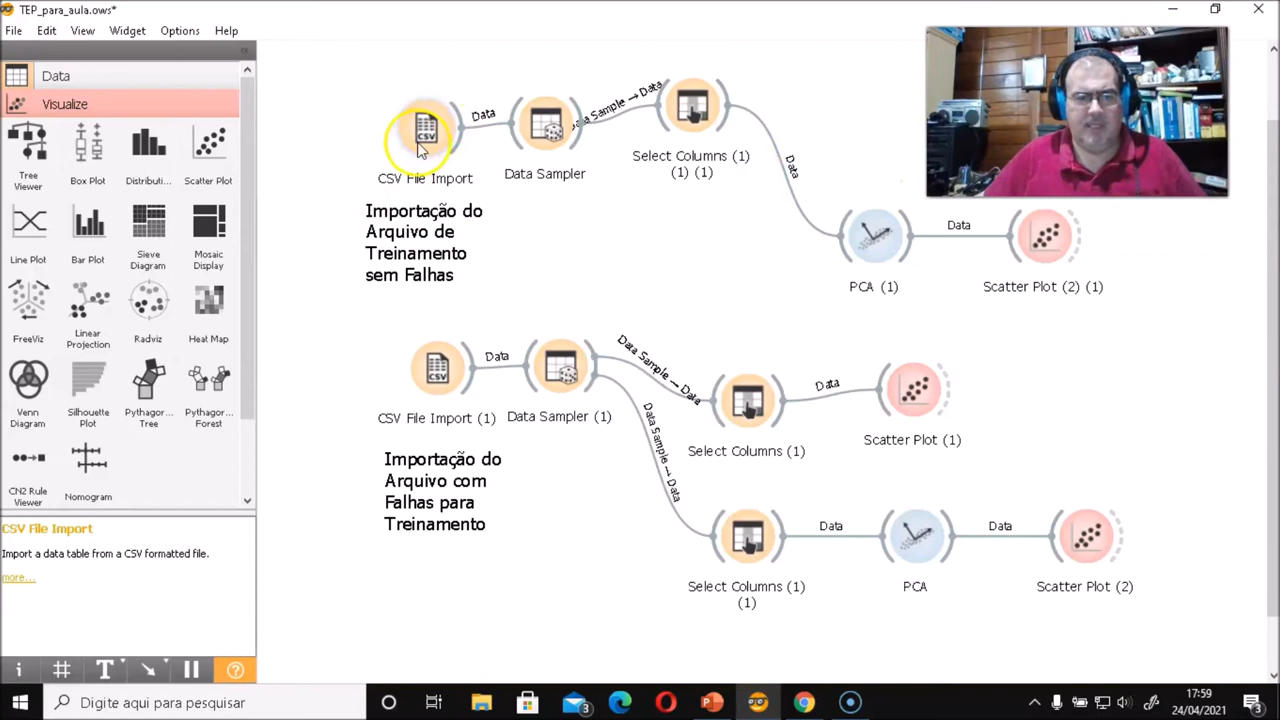 TEP_para_aula.ows*
File Edit View Widget Options Help
Data
Visualize
Tree Viewer
Box Plot
Distributi...
Scatter Plot
Line Plot
Bar Plot
Sieve Diagram
Mosaic Display
FreeViz
Linear Projection
Radviz
Heat Map
Venn Diagram
Silhouette Plot
Pythagor... Tree
Pythagor... Forest
CN2 Rule Viewer
Nomogram
CSV File Import
Import a data table from a CSV formatted file.
more...
CSV
CSV File Import
Data
Data Sampler
Data Sample → Data
Select Columns (1)
(1) (1)
Data
PCA (1)
Data
Scatter Plot (2) (1)
Importação do
Arquivo de
Treinamento
sem Falhas
CSV
CSV File Import (1)
Data
Data Sampler (1)
Data Sample → Data
Select Columns (1)
Data
Scatter Plot (1)
Data Sample → Data
Importação do
Arquivo com
Falhas para
Treinamento
Select Columns (1)
(1)
Data
PCA
Data
Scatter Plot (2)
Digite aqui para pesquisar
3
17:59
24/04/2021
3